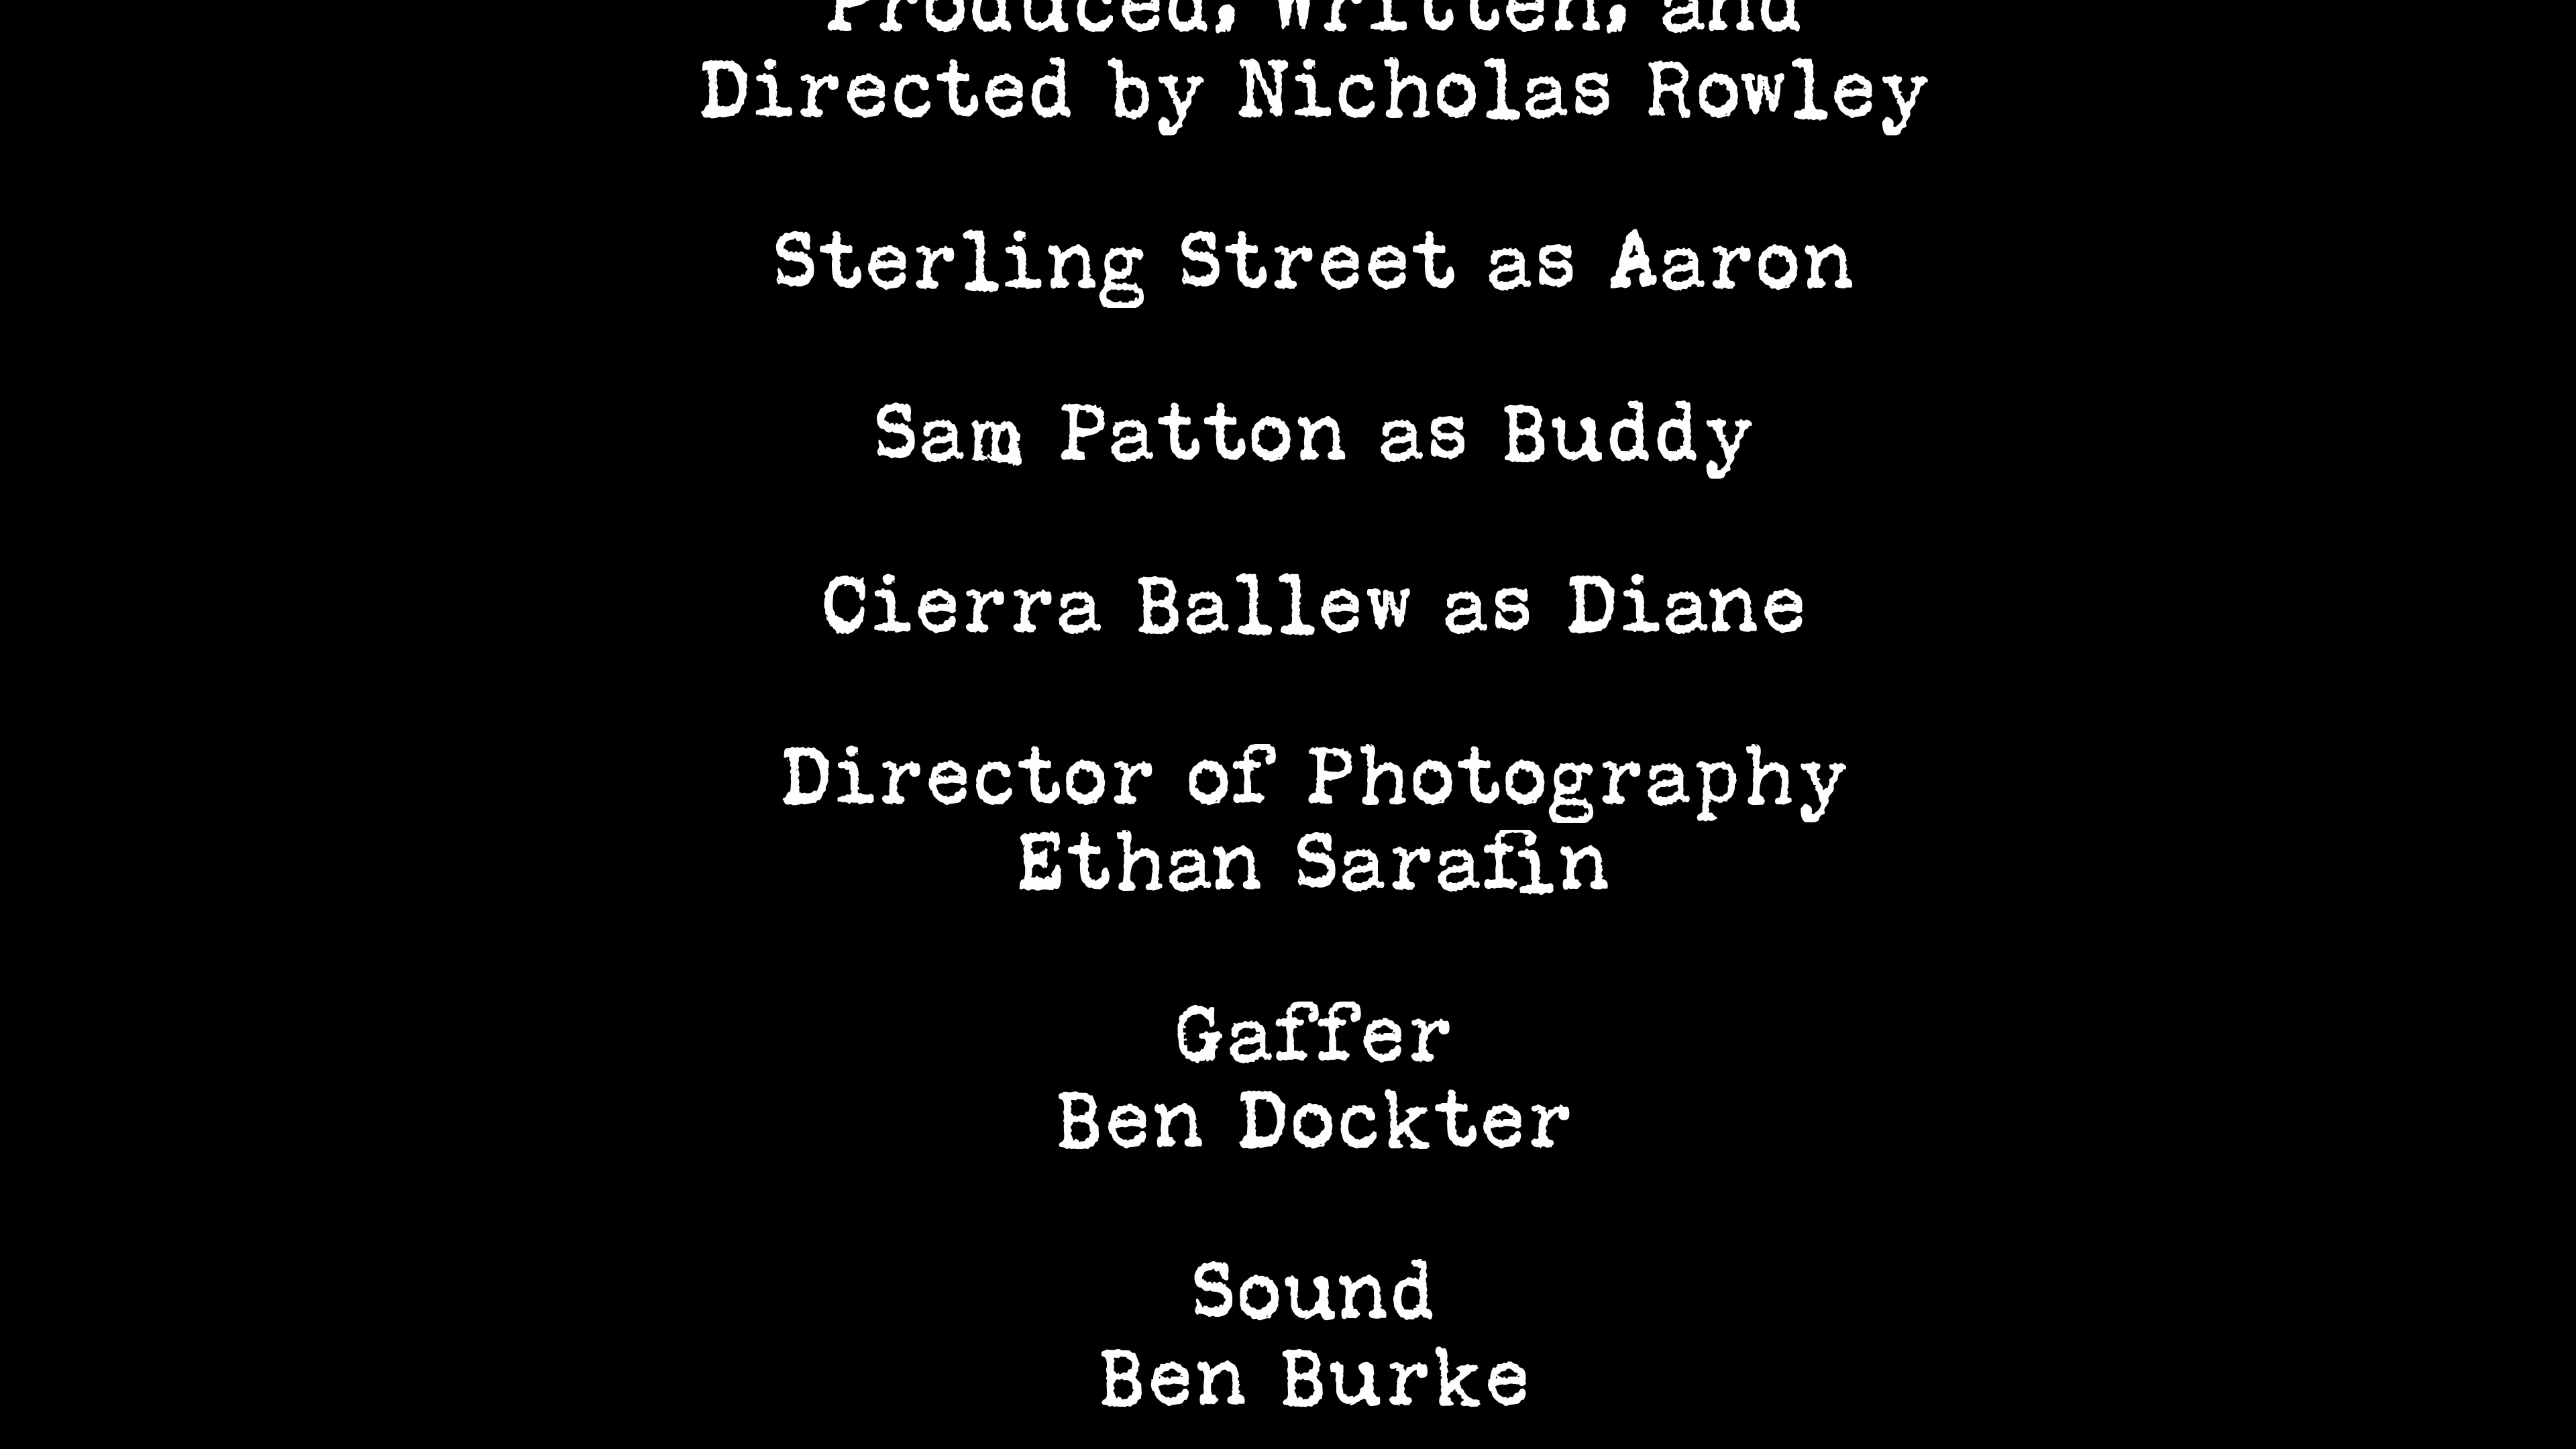 Produced, Written, and
Directed by Nicholas Rowley
Sterling Street as Aaron
Sam Patton as Buddy
Cierra Ballew as Diane
Director of Photography
Ethan Sarafin
Gaffer
Ben Dockter
Sound
Ben Burke